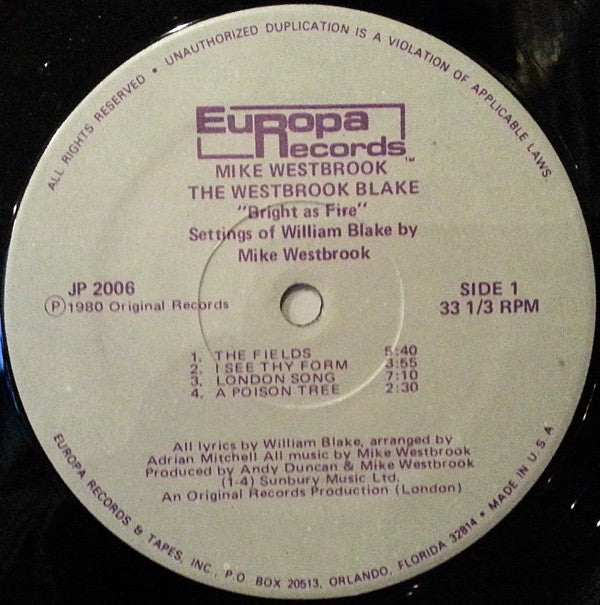 ALL RIGHTS RESERVED • UNAUTHORIZED DUPLICATION IS A VIOLATION OF APPLICABLE LAWS.
EuRopa
Records™
MIKE WESTBROOK
THE WESTBROOK BLAKE
"Bright as Fire"
Settings of William Blake by
Mike Westbrook
JP 2006
SIDE 1
Ⓟ1980 Original Records
33 1/3 RPM
1. THE FIELDS 5:40
2. I SEE THY FORM 3:55
3. LONDON SONG 7:10
4. A POISON TREE 2:30
All lyrics by William Blake, arranged by
Adrian Mitchell All music by Mike Westbrook
Produced by Andy Duncan & Mike Westbrook
(1-4) Sunbury Music Ltd.
An Original Records Production (London)
EUROPA RECORDS & TAPES, INC., P.O. BOX 20513, ORLANDO, FLORIDA 32814 • MADE IN U S A